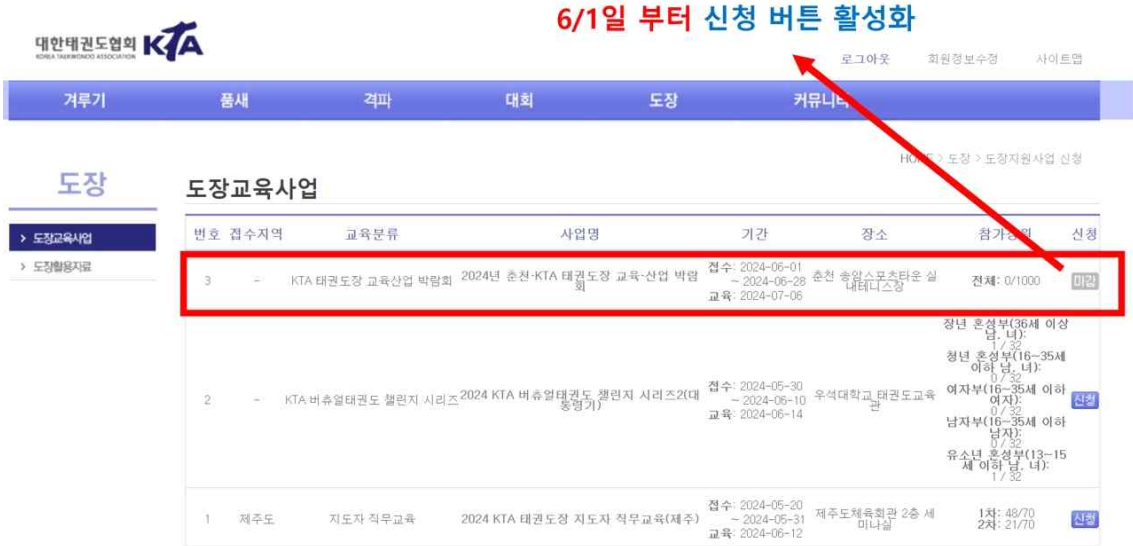 6/1일 부터 신청 버튼 활성화
대한태권도협회 KTA
KOREA TAEKWONDO ASSOCIATION
로그아웃 회원정보수정 사이트맵
겨루기 품새 격파 대회 도장 커뮤니티
HOME > 도장 > 도장지원사업 신청
도장
도장교육사업
> 도장교육사업
> 도장활용자료
번호 접수지역 교육분류 사업명 기간 장소 참가충원 신청
3 - KTA 태권도장 교육산업 박람회 2024년 춘천-KTA 태권도장 교육-산업 박람
회
접수: 2024-06-01
~ 2024-06-28
교육: 2024-07-06
춘천 송암스포츠타운 실
내테니스장
전체: 0/1000 마감
2 - KTA 버츄얼태권도 챌린지 시리즈 2024 KTA 버츄얼태권도 챌린지 시리즈2(대
통령기)
접수: 2024-05-30
~ 2024-06-10
교육: 2024-06-14
우석대학교 태권도교육
관
장년 혼성부(36세 이상
남, 녀):
1 / 32
청년 혼성부(16~35세
이하 남, 녀):
0 / 32
여자부(16~35세 이하
여자):
0 / 32
남자부(16~35세 이하
남자):
0 / 32
유소년 혼성부(13~15
세 이하 남, 녀):
1 / 32
신청
1 제주도 지도자 직무교육 2024 KTA 태권도장 지도자 직무교육(제주)
접수: 2024-05-20
~ 2024-05-31
교육: 2024-06-12
제주도체육회관 2층 세
미나실
1차: 48/70
2차: 21/70
신청